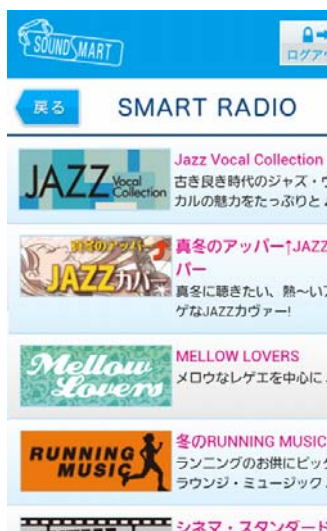 SOUND SMART
ログア
戻る
SMART RADIO
JAZZ Vocal Collection
Jazz Vocal Collection
古き良き時代のジャズ・
カルの魅力をたっぷりと
真冬のアッパー↑
JAZZカバー
真冬のアッパー↑JAZZ
バー
真冬に聴きたい、熱〜い
ゲなJAZZカヴァー!
Mellow
Lovers
MELLOW LOVERS
メロウなレゲエを中心に
RUNNING
MUSIC
冬のRUNNING MUSIC
ランニングのお供にピッ
ラウンジ・ミュージック
シネマ・スタンダード